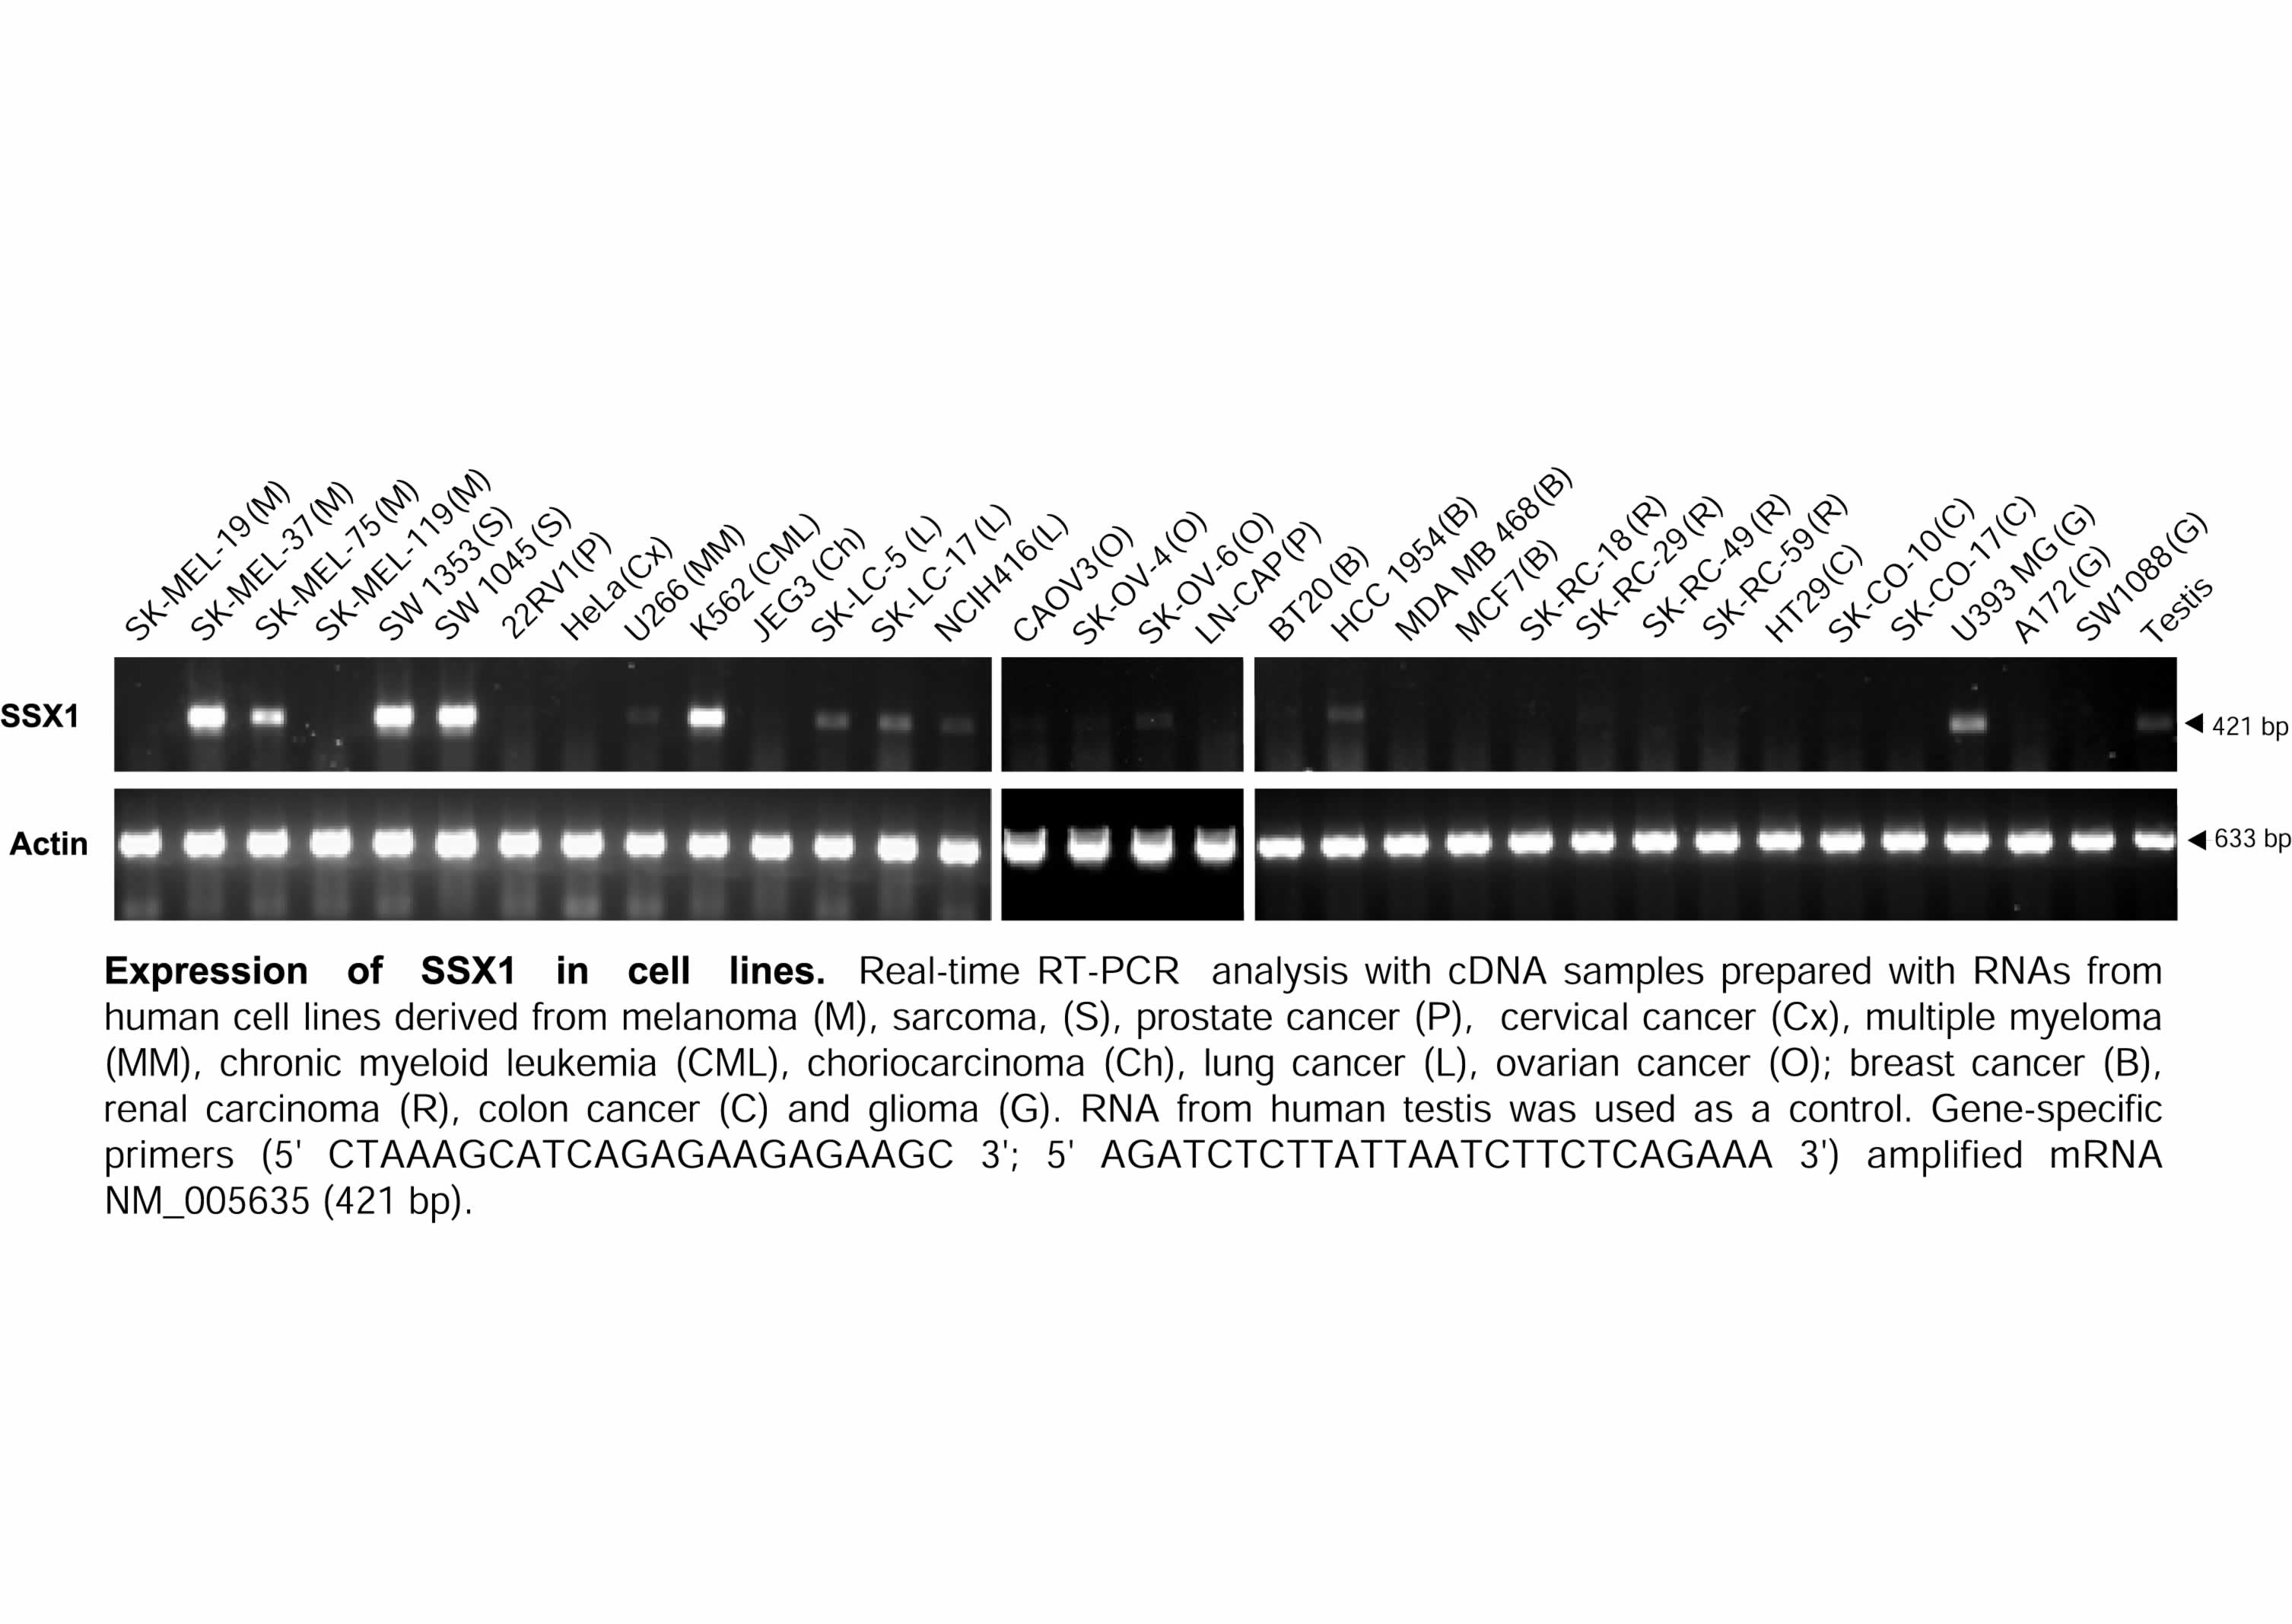 SK-MEL-19 (M)
SK-MEL-37(M)
SK-MEL-75 (M)
SK-MEL-119(M)
SW 1353(S)
SW 1045 (S)
22RV1(P)
HeLa(Cx)
U266 (MM)
K562 (CML)
JEG3 (Ch)
SK-LC-5 (L)
SK-LC-17 (L)
NCIH416(L)
CAOV3(O)
SK-OV-4(O)
SK-OV-6(O)
LN-CAP(P)
BT20 (B)
HCC 1954(B)
MDA MB 468(B)
MCF7(B)
SK-RC-18(R)
SK-RC-29(R)
SK-RC-49(R)
SK-RC-59(R)
HT29(C)
SK-CO-10(C)
SK-CO-17(C)
U393 MG(G)
A172(G)
SW1088(G)
Testis
SSX1
421 bp
Actin
633 bp
Expression of SSX1 in cell lines. Real-time RT-PCR analysis with cDNA samples prepared with RNAs from
human cell lines derived from melanoma (M), sarcoma, (S), prostate cancer (P), cervical cancer (Cx), multiple myeloma
(MM), chronic myeloid leukemia (CML), choriocarcinoma (Ch), lung cancer (L), ovarian cancer (O); breast cancer (B),
renal carcinoma (R), colon cancer (C) and glioma (G). RNA from human testis was used as a control. Gene-specific
primers (5' CTAAAGCATCAGAGAAGAGAAGC 3'; 5' AGATCTCTTATTAATCTTCTCAGAAA 3') amplified mRNA
NM_005635 (421 bp).